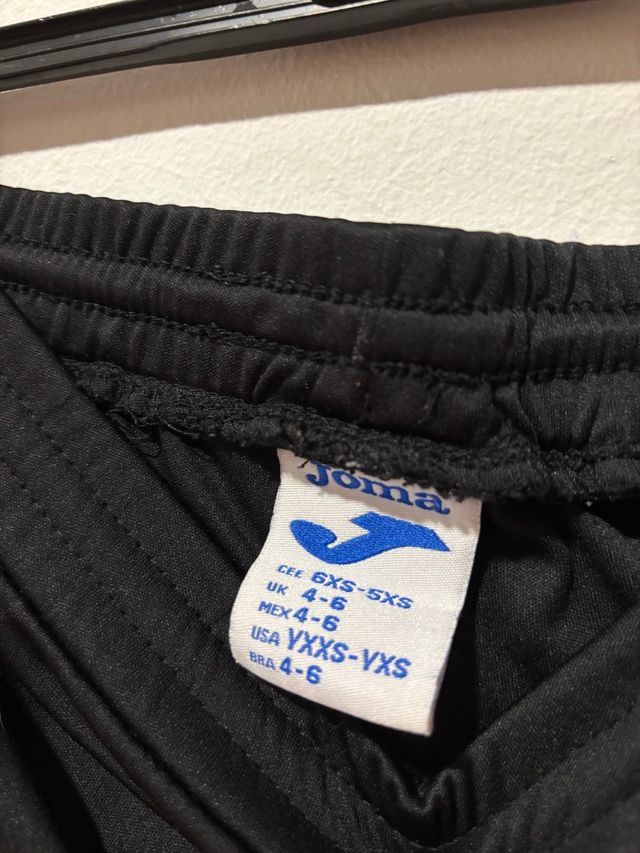 Joma
CEE 6XS-5XS
UK 4-6
MEX 4-6
USA YXXS-YXS
BRA 4-6